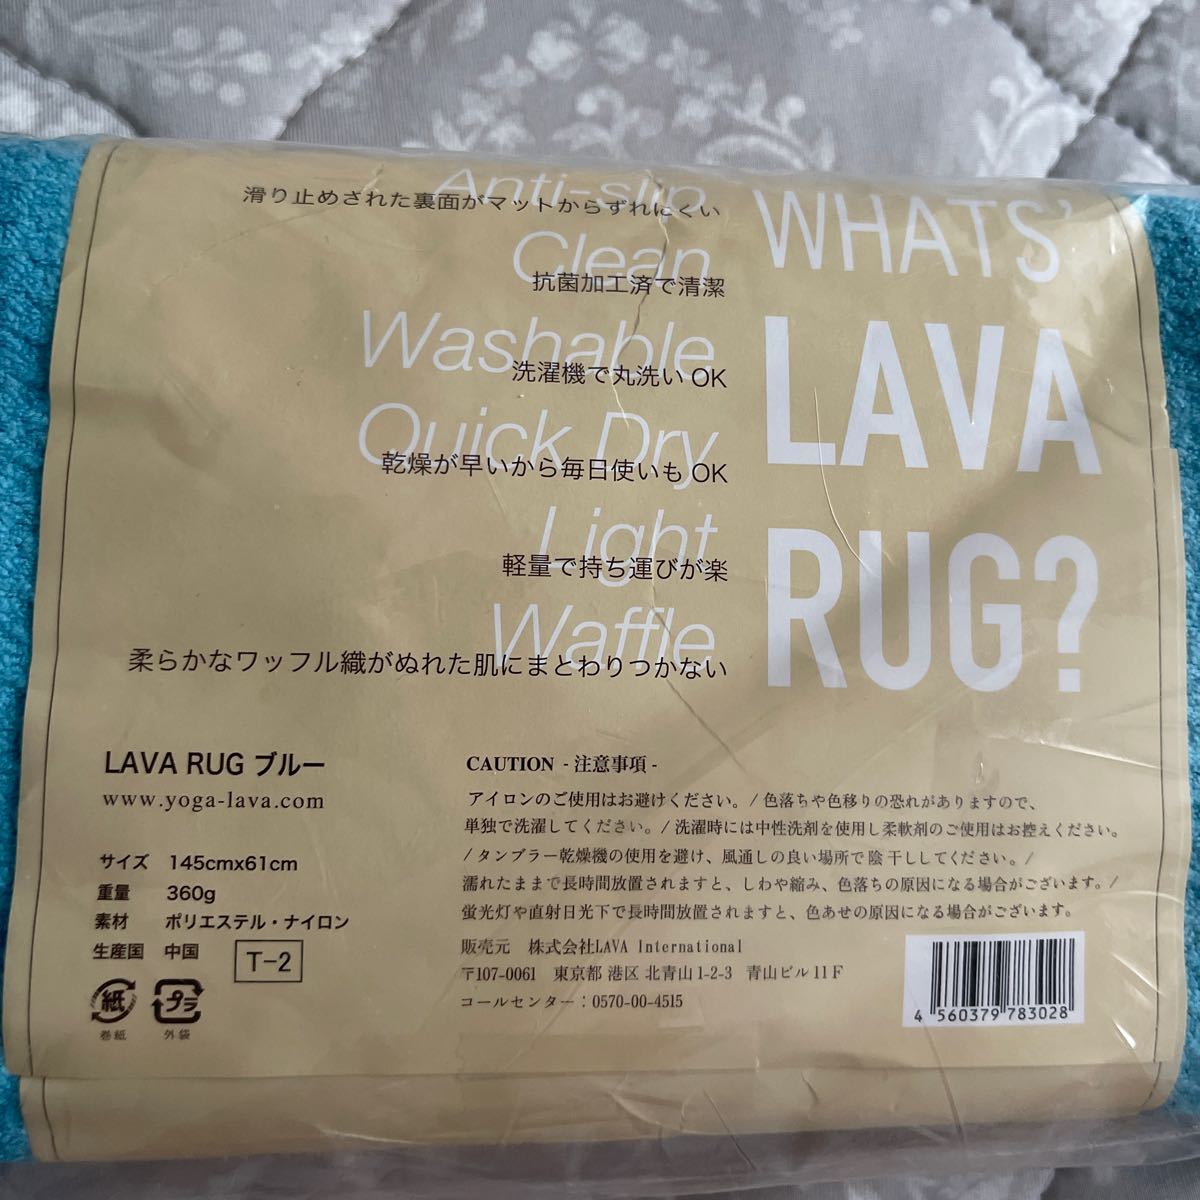 WHATS'
LAVA
RUG?
Anti-slip
滑り止めされた裏面がマットからずれにくい
Clean
抗菌加工済で清潔
Washable
洗濯機で丸洗い OK
Quick Dry
乾燥が早いから毎日使いも OK
Light
軽量で持ち運びが楽
Waffle
柔らかなワッフル織がぬれた肌にまとわりつかない
LAVA RUG ブルー
www.yoga-lava.com
サイズ 145cmx61cm
重量 360g
素材 ポリエステル・ナイロン
生産国 中国
T-2
紙
巻紙
プラ
外袋
CAUTION - 注意事項 -
アイロンのご使用はお避けください。/ 色落ちや色移りの恐れがありますので、
単独で洗濯してください。/ 洗濯時には中性洗剤を使用し柔軟剤のご使用はお控えください。
/ タンブラー乾燥機の使用を避け、風通しの良い場所で陰干ししてください。/
濡れたままで長時間放置されますと、しわや縮み、色落ちの原因になる場合がございます。/
蛍光灯や直射日光下で長時間放置されますと、色あせの原因になる場合がございます。
販売元 株式会社LAVA International
〒107-0061 東京都 港区 北青山 1-2-3 青山ビル 11F
コールセンター：0570-00-4515
4 560379 783028